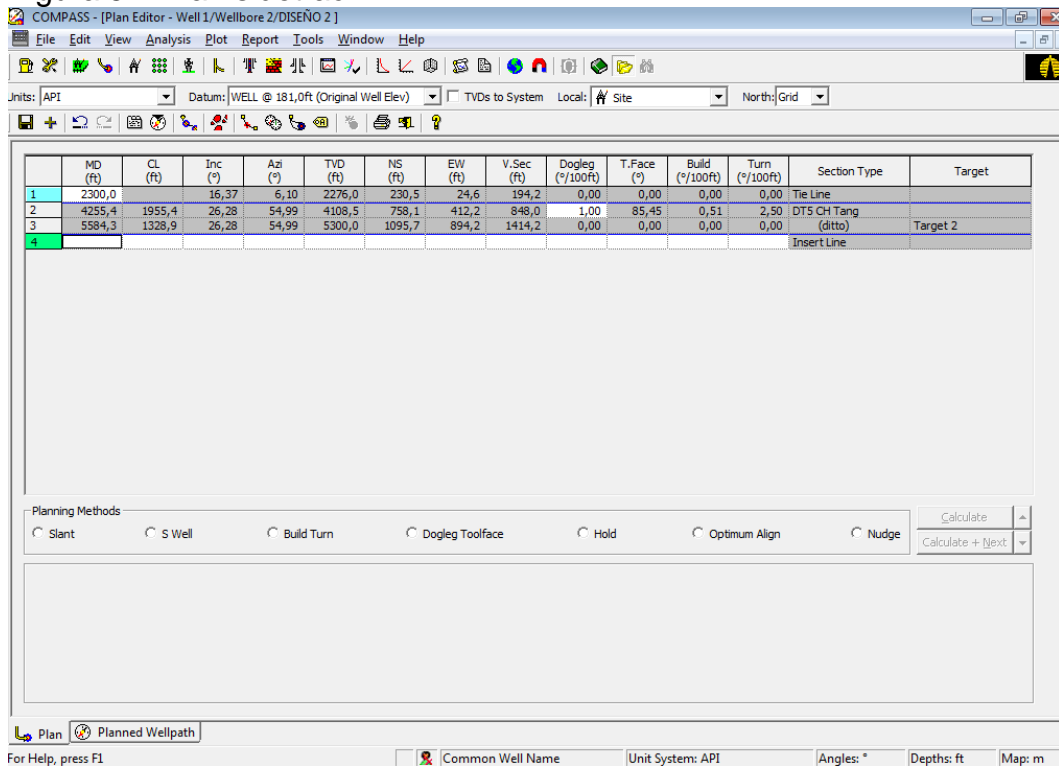 COMPASS - [Plan Editor - Well 1/Wellbore 2/DISEÑO 2 ]
File Edit View Analysis Plot Report Tools Window Help
Units: API Datum: WELL @ 181,0ft (Original Well Elev) TVDs to System Local: Site North: Grid
MD (ft) CL (ft) Inc (°) Azi (°) TVD (ft) NS (ft) EW (ft) V.Sec (ft) Dogleg (°/100ft) T.Face (°) Build (°/100ft) Turn (°/100ft) Section Type Target
1 2300,0 16,37 6,10 2276,0 230,5 24,6 194,2 0,00 0,00 0,00 0,00 Tie Line
2 4255,4 1955,4 26,28 54,99 4108,5 758,1 412,2 848,0 1,00 85,45 0,51 2,50 DT5 CH Tang
3 5584,3 1328,9 26,28 54,99 5300,0 1095,7 894,2 1414,2 0,00 0,00 0,00 0,00 (ditto) Target 2
4 Insert Line
Planning Methods
Slant S Well Build Turn Dogleg Toolface Hold Optimum Align Nudge
Calculate
Calculate + Next
Plan Planned Wellpath
For Help, press F1 Common Well Name Unit System: API Angles: ° Depths: ft Map: m